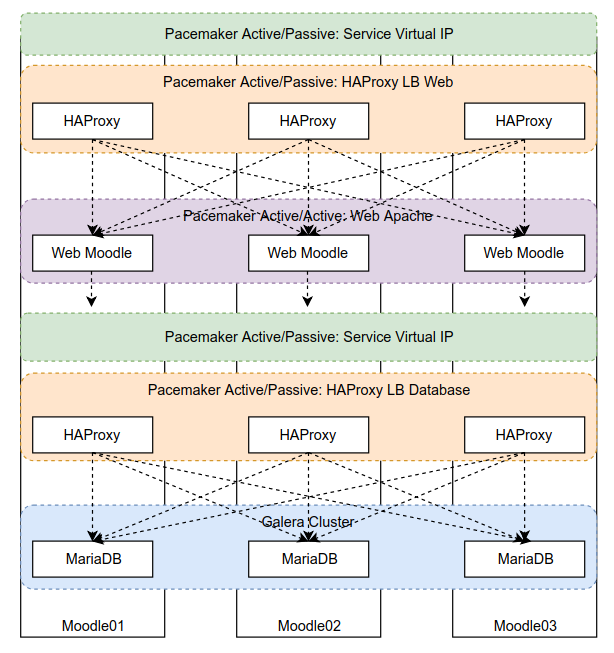 Pacemaker Active/Passive: Service Virtual IP
Pacemaker Active/Passive: HAProxy LB Web
HAProxy
HAProxy
HAProxy
Pacemaker Active/Active: Web Apache
Web Moodle
Web Moodle
Web Moodle
Pacemaker Active/Passive: Service Virtual IP
Pacemaker Active/Passive: HAProxy LB Database
HAProxy
HAProxy
HAProxy
Galera Cluster
MariaDB
MariaDB
MariaDB
Moodle01
Moodle02
Moodle03